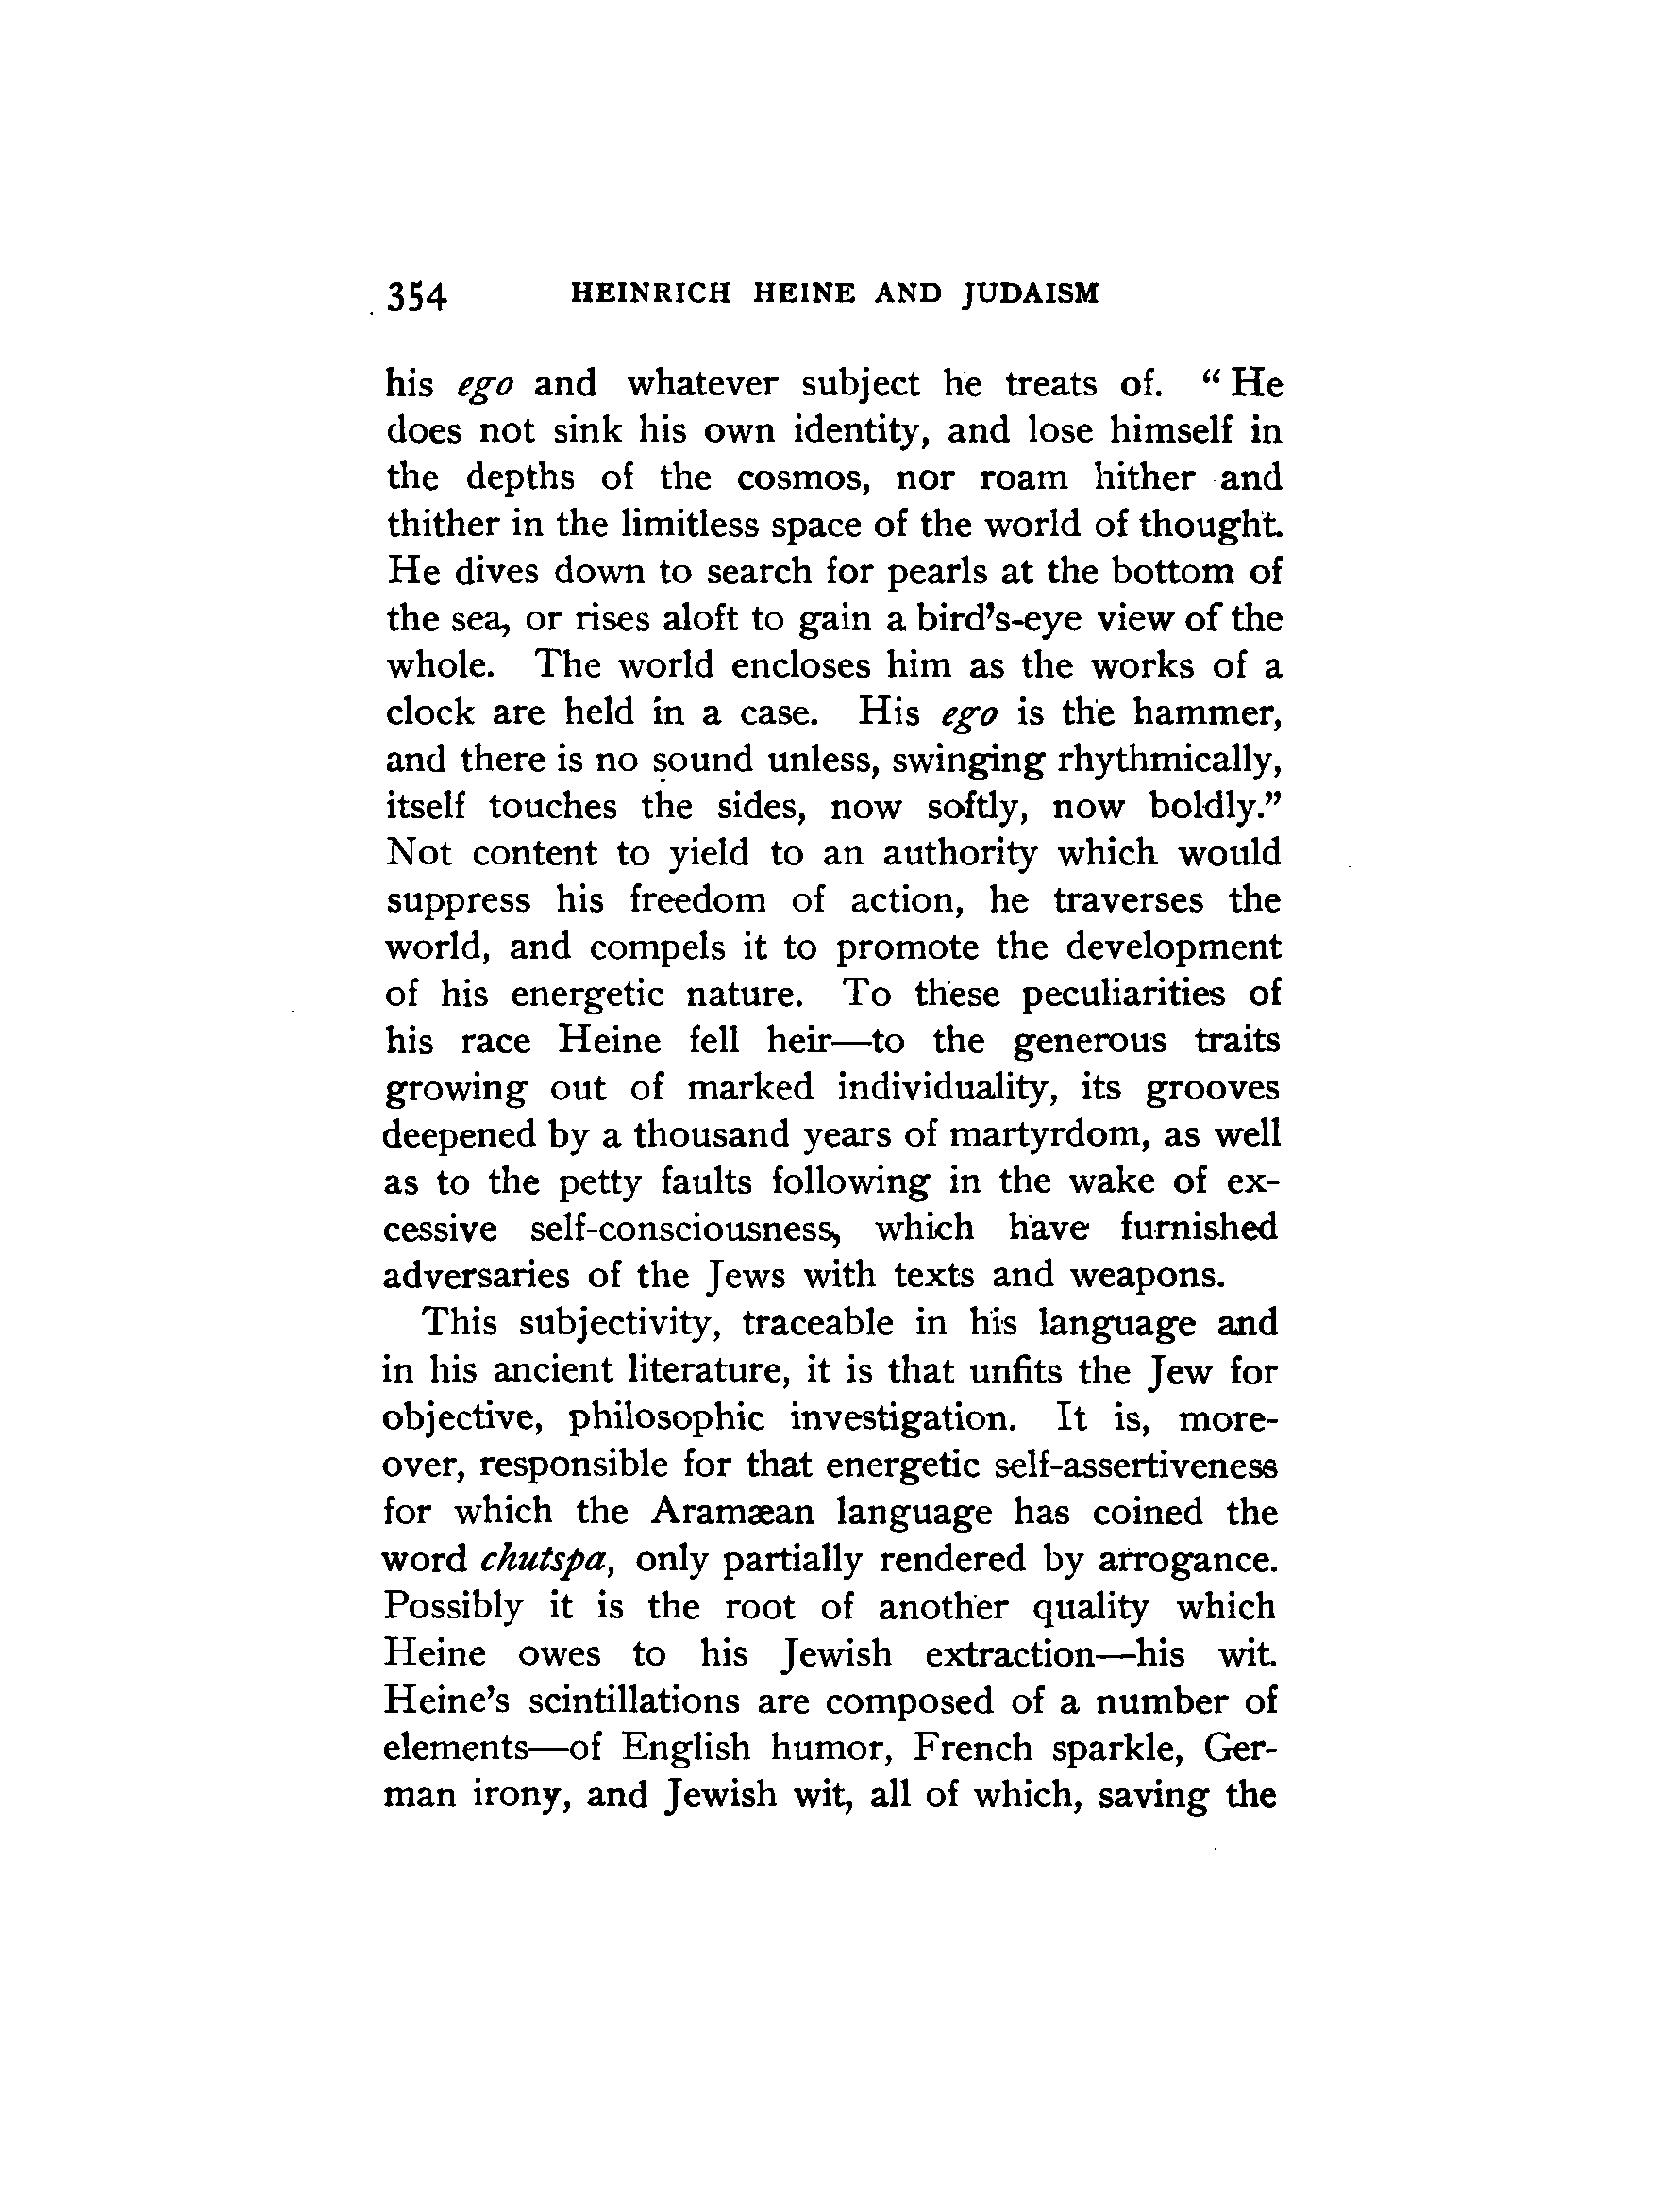 354 HEINRICH HEINE AND JUDAISM
his ego and whatever subject he treats of. “ He
does not sink his own identity, and lose himself in
the depths of the cosmos, nor roam hither and
thither in the limitless space of the world of thought.
He dives down to search for pearls at the bottom of
the sea, or rises aloft to gain a bird’s-eye view of the
whole. The world encloses him as the works of a
clock are held in a case. His ego is the hammer,
and there is no sound unless, swinging rhythmically,
itself touches the sides, now softly, now boldly.”
Not content to yield to an authority which would
suppress his freedom of action, he traverses the
world, and compels it to promote the development
of his energetic nature. To these peculiarities of
his race Heine fell heir—to the generous traits
growing out of marked individuality, its grooves
deepened by a thousand years of martyrdom, as well
as to the petty faults following in the wake of ex-
cessive self-consciousness, which have furnished
adversaries of the Jews with texts and weapons.
This subjectivity, traceable in his language and
in his ancient literature, it is that unfits the Jew for
objective, philosophic investigation. It is, more-
over, responsible for that energetic self-assertiveness
for which the Aramæan language has coined the
word chutspa, only partially rendered by arrogance.
Possibly it is the root of another quality which
Heine owes to his Jewish extraction—his wit.
Heine’s scintillations are composed of a number of
elements—of English humor, French sparkle, Ger-
man irony, and Jewish wit, all of which, saving the